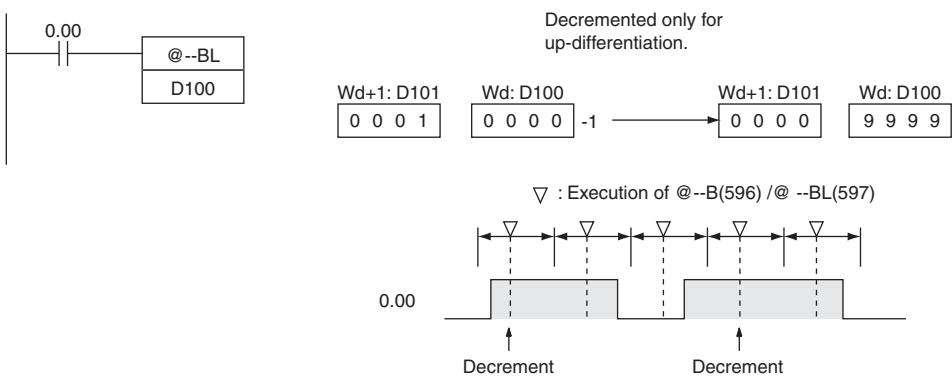 0.00
@--BL
D100
Decremented only for
up-differentiation.
Wd+1: D101 Wd: D100 Wd+1: D101 Wd: D100
0 0 0 1 0 0 0 0 -1 0 0 0 0 9 9 9 9
▽ : Execution of @--B(596) /@ --BL(597)
0.00
Decrement Decrement